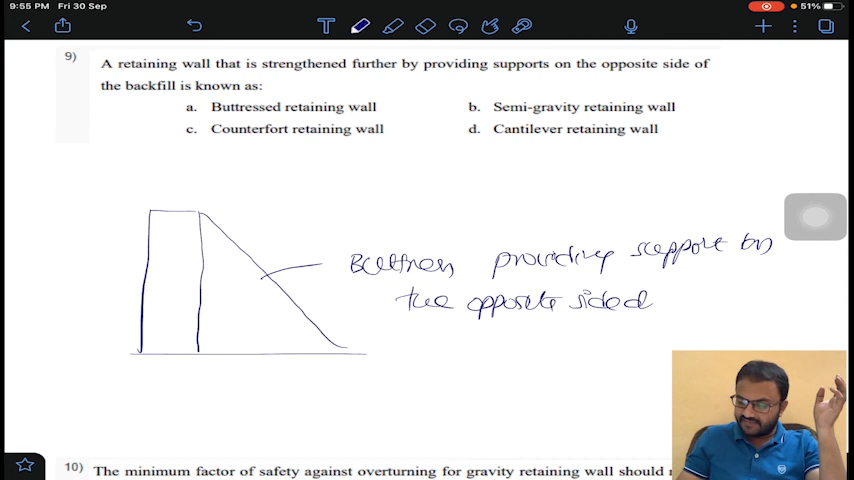 9:55 PM Fri 30 Sep
51%
9) A retaining wall that is strengthened further by providing supports on the opposite side of
the backfill is known as:
a. Buttressed retaining wall b. Semi-gravity retaining wall
c. Counterfort retaining wall d. Cantilever retaining wall
Buttress providing support on
the opposite sided
10) The minimum factor of safety against overturning for gravity retaining wall should